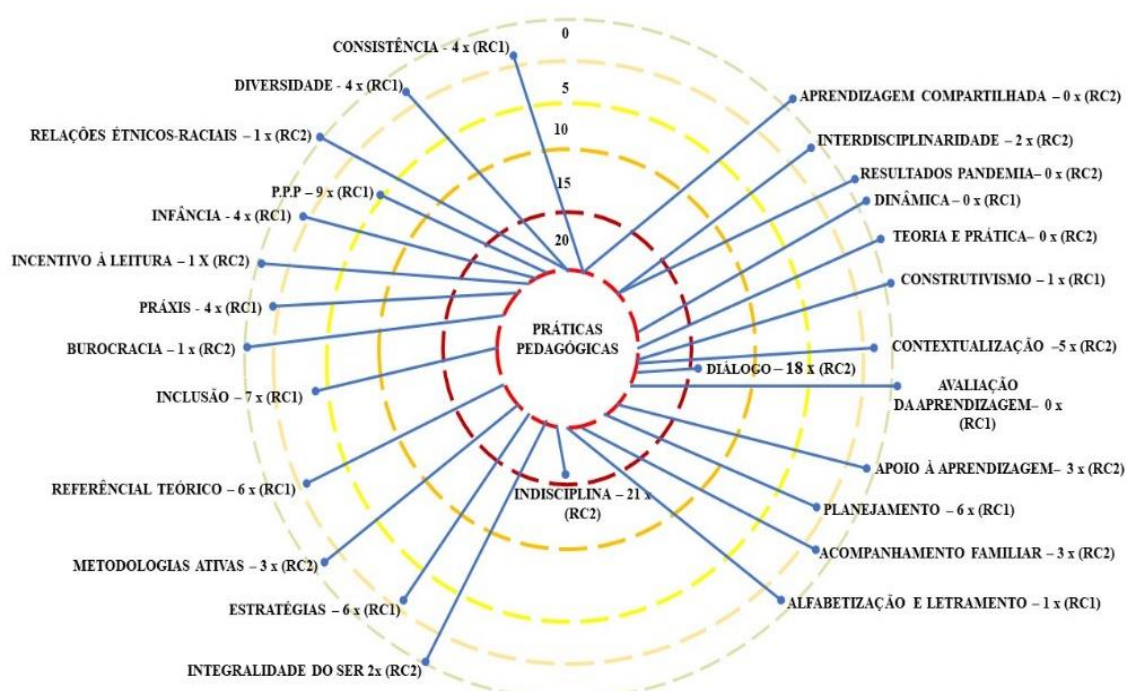 0
5
10
15
20
CONSISTÊNCIA - 4 x (RC1)
DIVERSIDADE - 4 x (RC1)
RELAÇÕES ÉTNICOS-RACIAIS – 1 x (RC2)
P.P.P – 9 x (RC1)
INFÂNCIA - 4 x (RC1)
INCENTIVO À LEITURA – 1 X (RC2)
PRÁXIS - 4 x (RC1)
BUROCRACIA – 1 x (RC2)
INCLUSÃO – 7 x (RC1)
REFERÊNCIAL TEÓRICO – 6 x (RC1)
METODOLOGIAS ATIVAS – 3 x (RC2)
ESTRATÉGIAS – 6 x (RC1)
INTEGRALIDADE DO SER 2x (RC2)
PRÁTICAS
PEDAGÓGICAS
APRENDIZAGEM COMPARTILHADA – 0 x (RC2)
INTERDISCIPLINARIDADE – 2 x (RC2)
RESULTADOS PANDEMIA– 0 x (RC2)
DINÂMICA – 0 x (RC1)
TEORIA E PRÁTICA– 0 x (RC2)
CONSTRUTIVISMO – 1 x (RC1)
CONTEXTUALIZAÇÃO –5 x (RC2)
DIÁLOGO – 18 x (RC2)
AVALIAÇÃO
DA APRENDIZAGEM– 0 x
(RC1)
APOIO À APRENDIZAGEM– 3 x (RC2)
INDISCIPLINA – 21 x
(RC2)
PLANEJAMENTO – 6 x (RC1)
ACOMPANHAMENTO FAMILIAR – 3 x (RC2)
ALFABETIZAÇÃO E LETRAMENTO – 1 x (RC1)